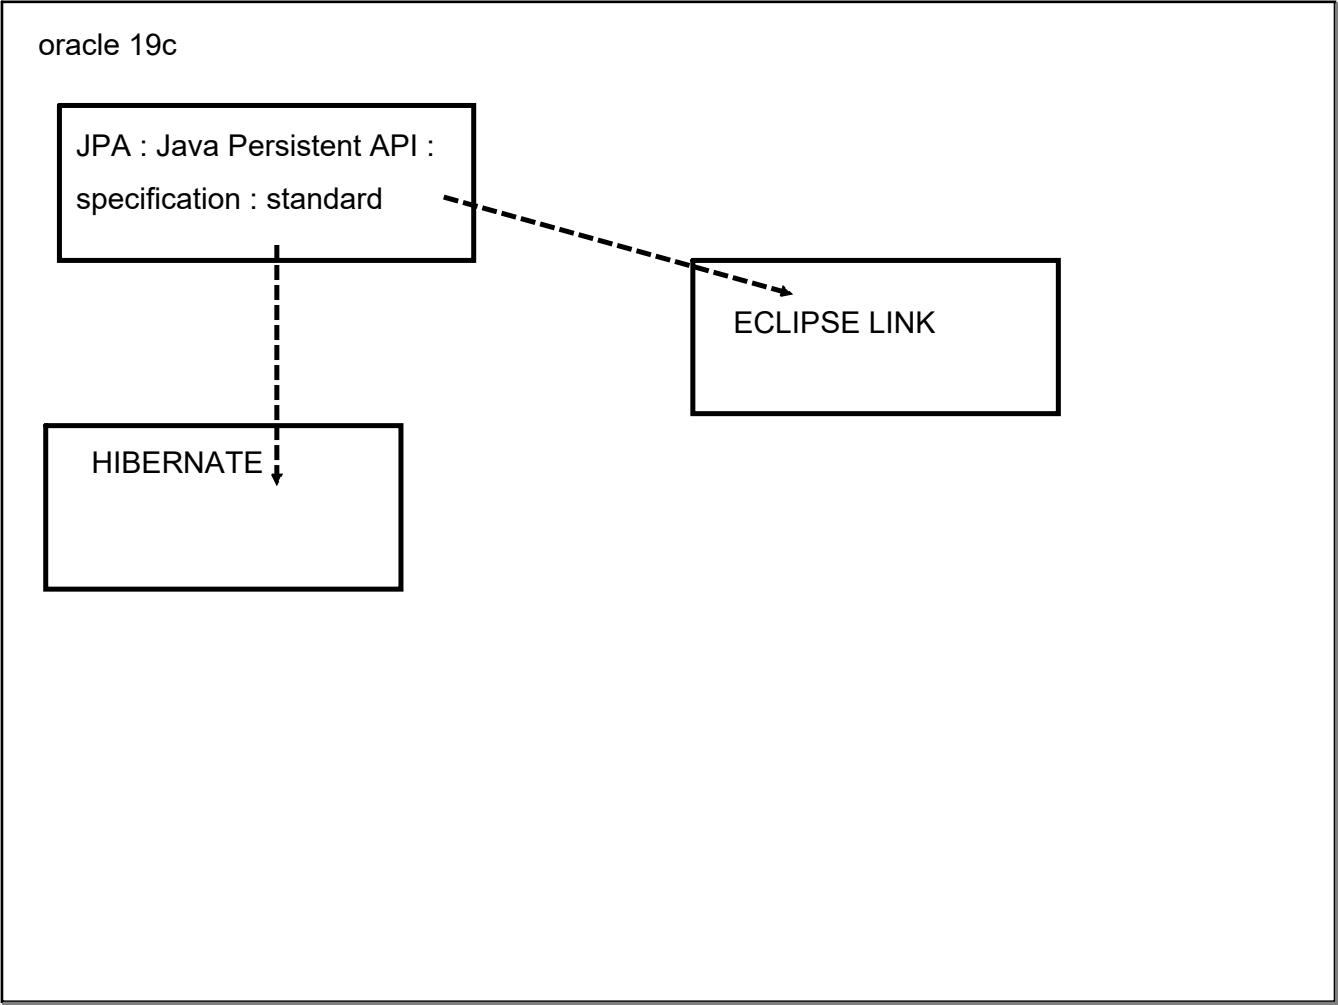 oracle 19c
JPA : Java Persistent API :
specification : standard
ECLIPSE LINK
HIBERNATE